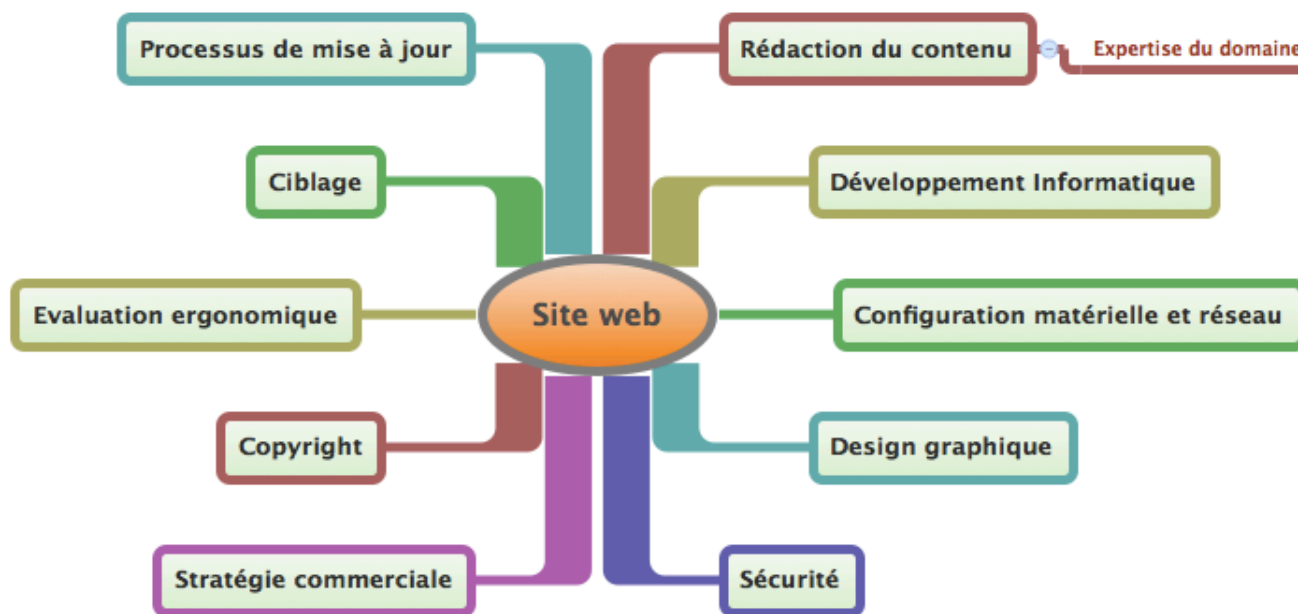 Processus de mise à jour
Rédaction du contenu
Expertise du domaine
Ciblage
Développement Informatique
Evaluation ergonomique
Site web
Configuration matérielle et réseau
Copyright
Design graphique
Stratégie commerciale
Sécurité